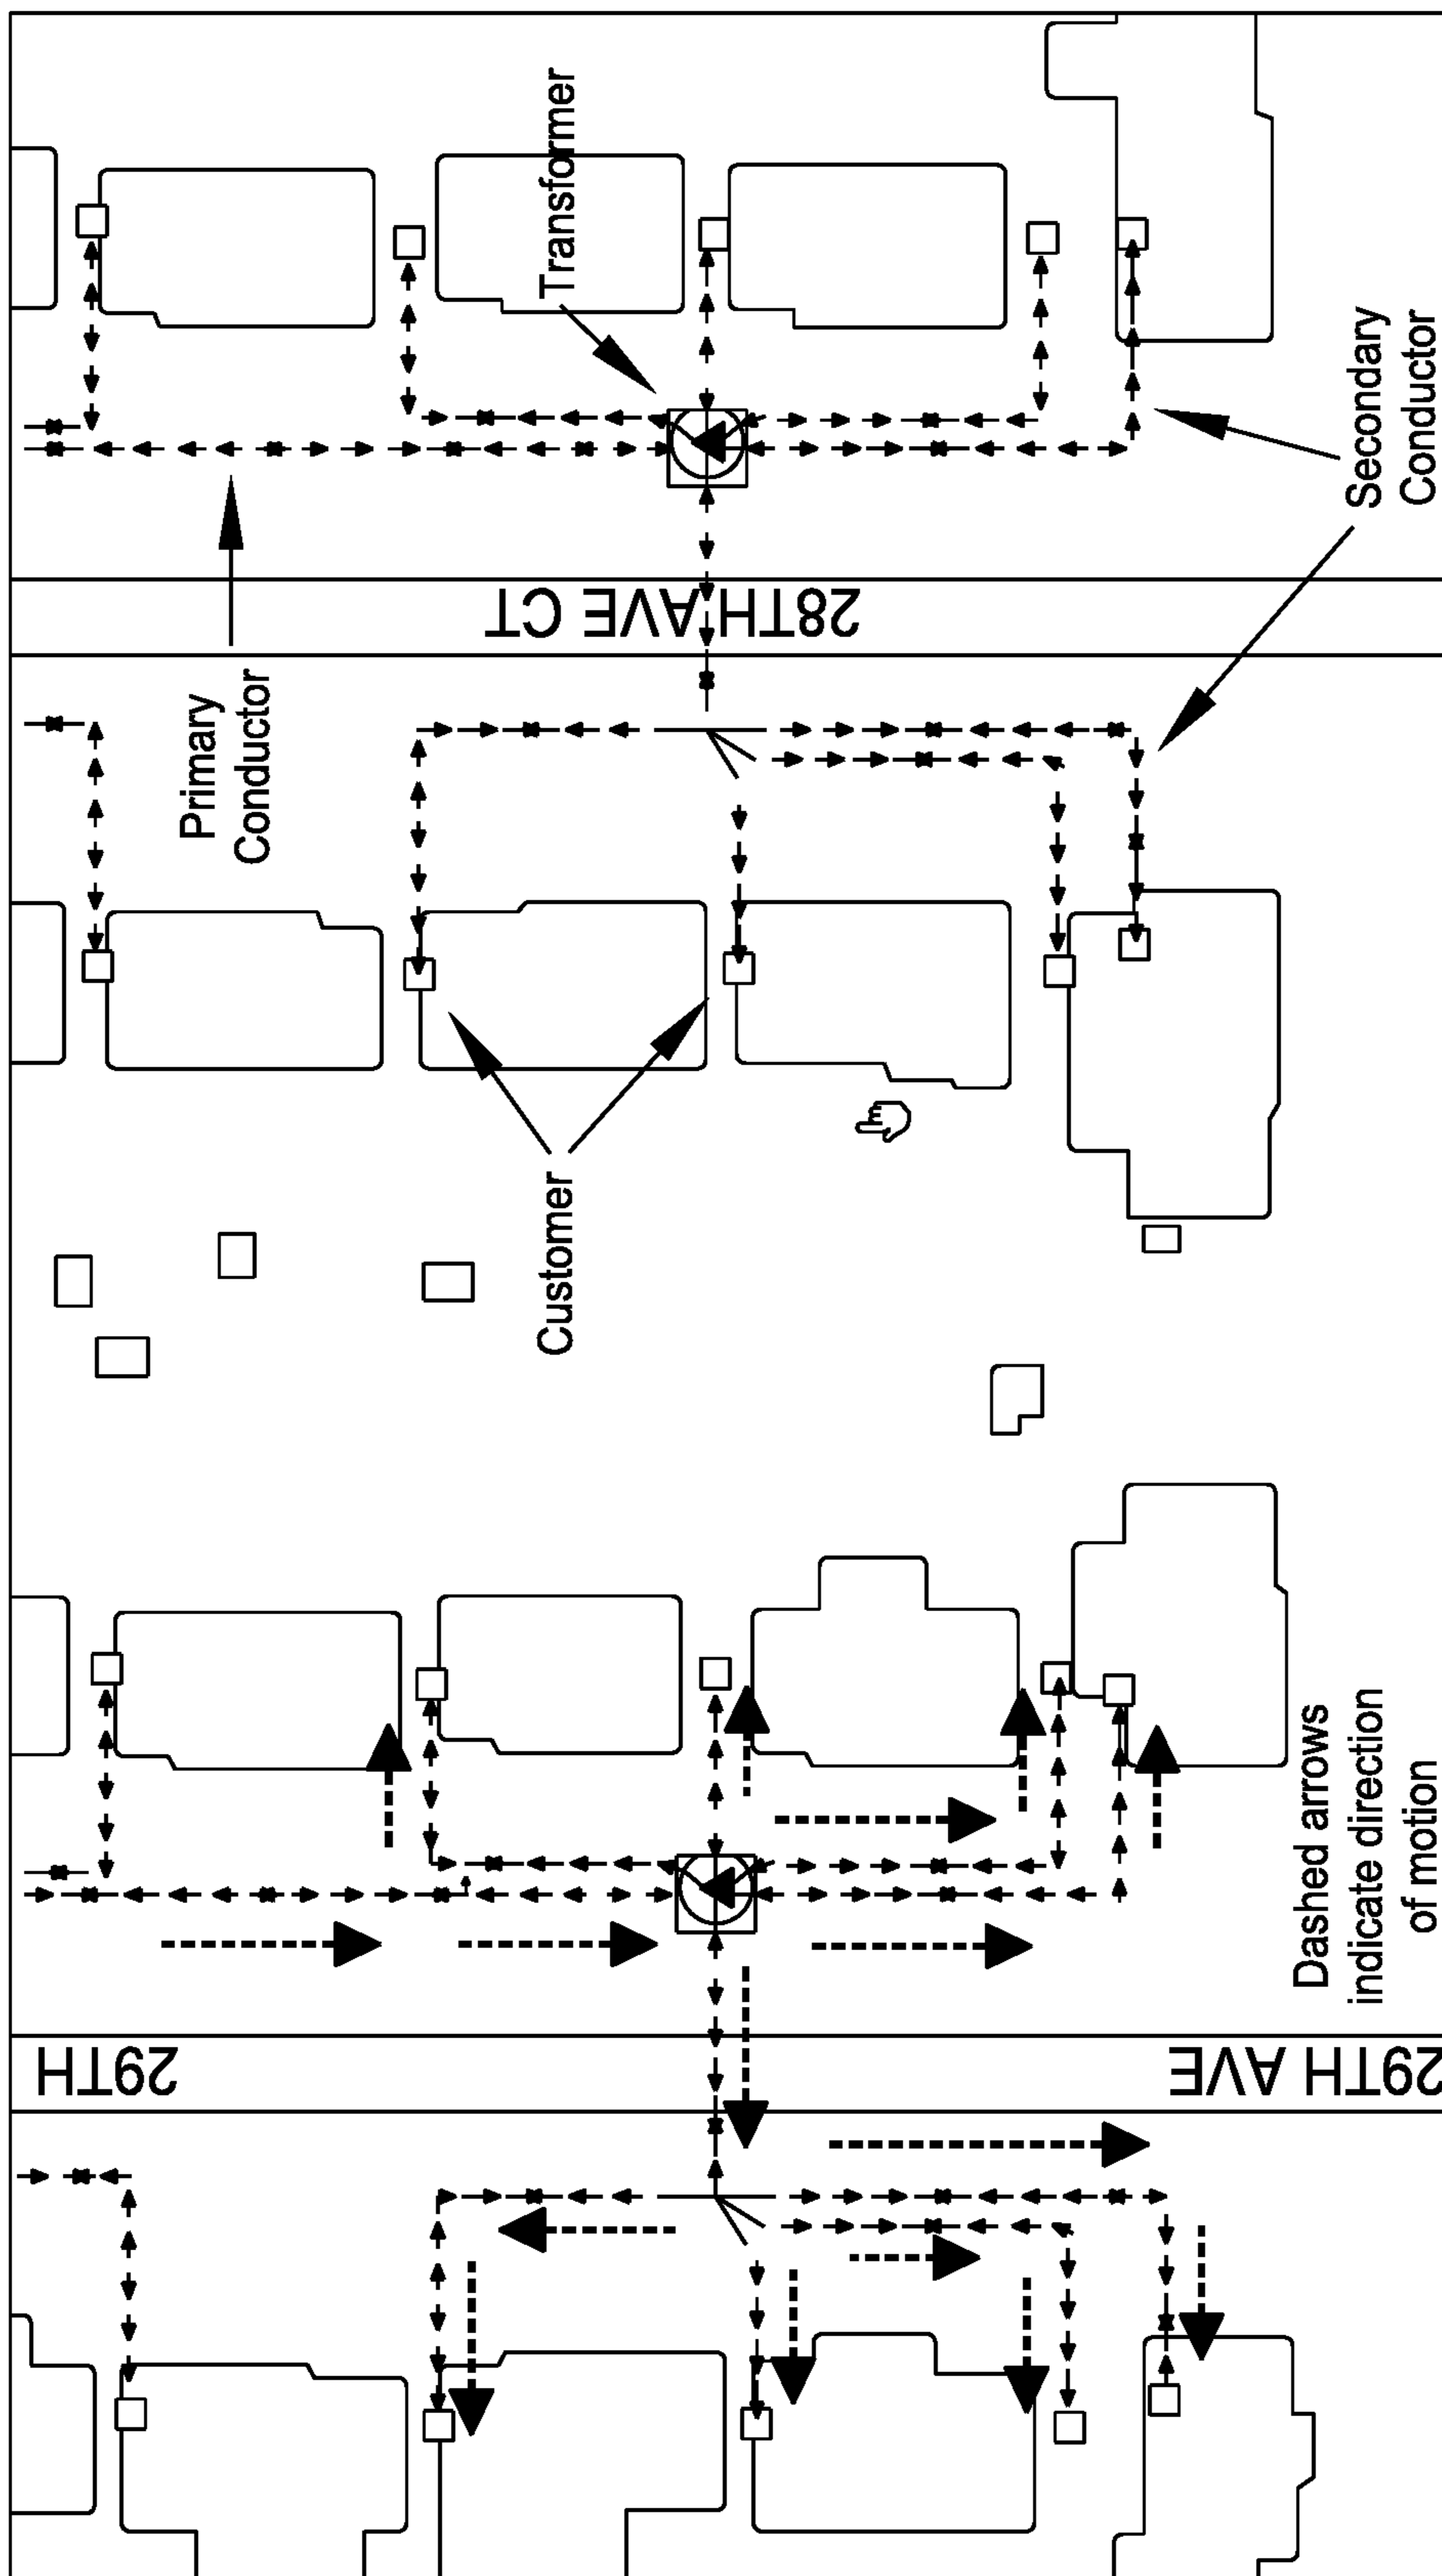 Transformer
Secondary
Conductor
28TH AVE CT
Primary
Conductor
Customer
Dashed arrows
indicate direction
of motion
29TH
29TH AVE